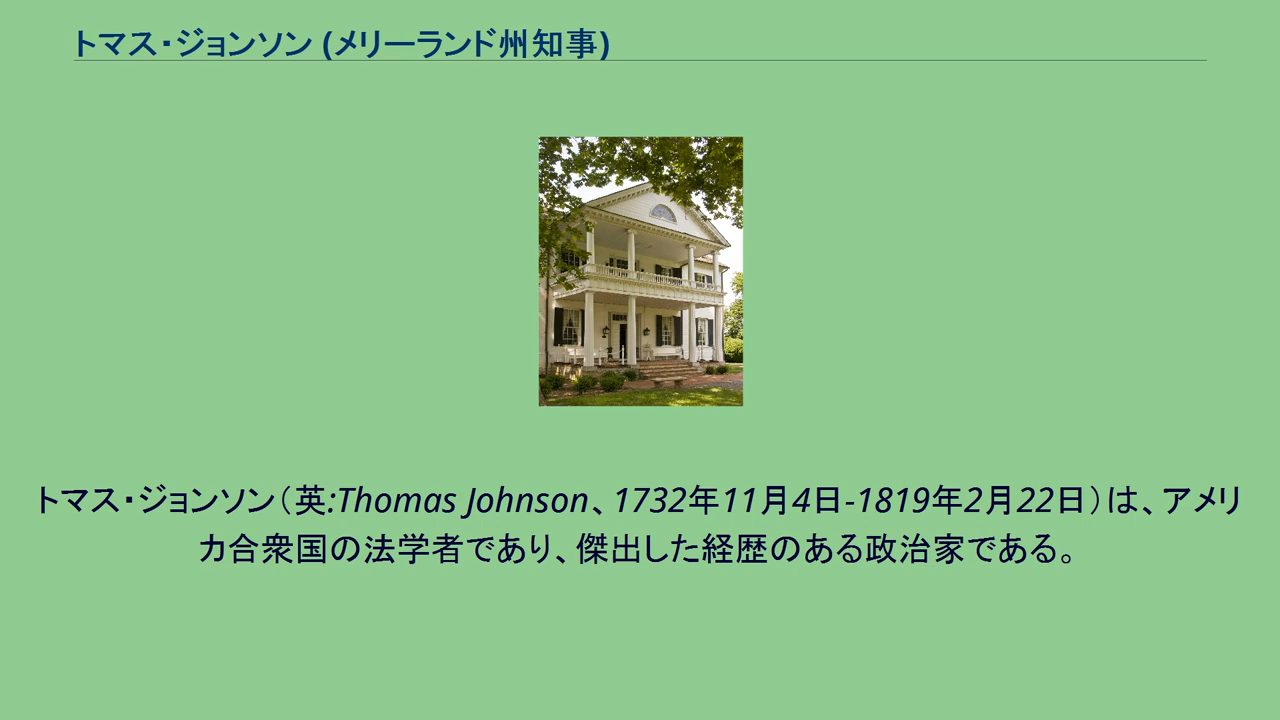 トマス・ジョンソン (メリーランド州知事)
トマス・ジョンソン（英:Thomas Johnson、1732年11月4日-1819年2月22日）は、アメリ
カ合衆国の法学者であり、傑出した経歴のある政治家である。